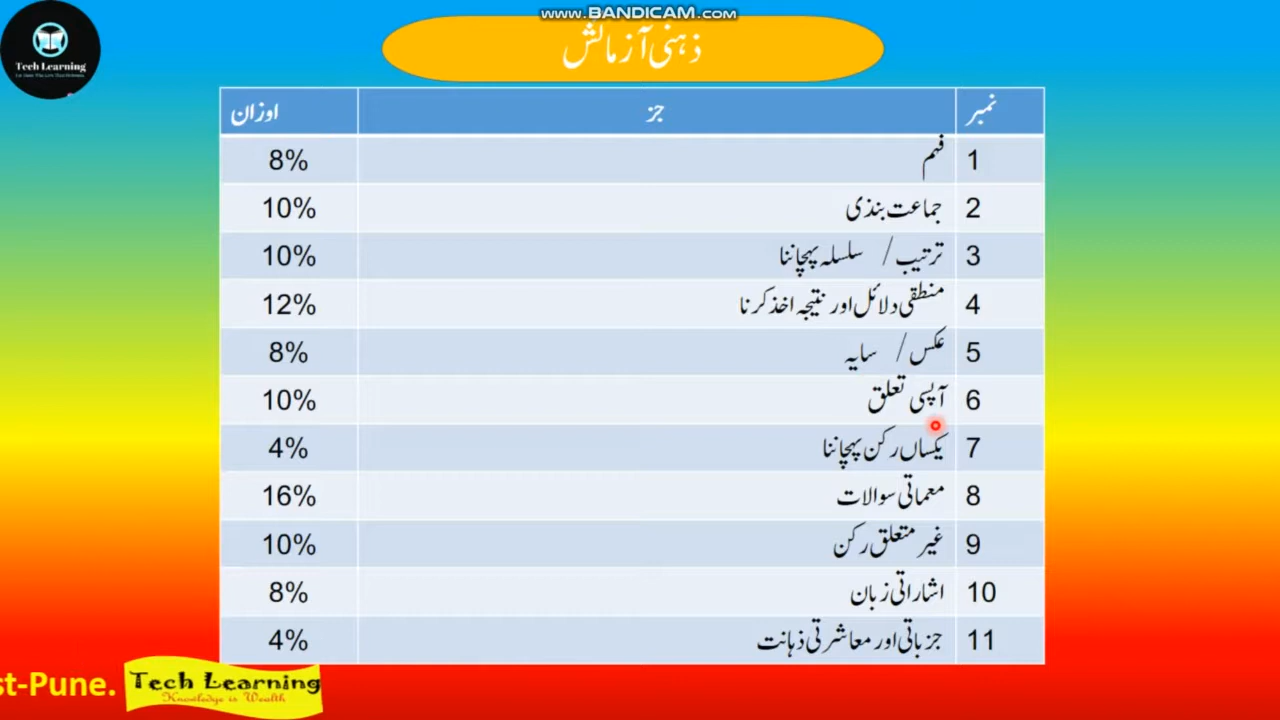 www.BANDICAM.com
Tech Learning
ذہنی آزمائش
نمبر جز اوزان
1 فہم 8%
2 جماعت بندی 10%
3 ترتیب / سلسلہ پہچاننا 10%
4 منطقی دلائل اور نتیجہ اخذ کرنا 12%
5 عکس / سایہ 8%
6 آپسی تعلق 10%
7 یکساں رکن پہچاننا 4%
8 معماتی سوالات 16%
9 غیر متعلق رکن 10%
10 اشاراتی زبان 8%
11 جزباتی اور معاشرتی ذہانت 4%
st-Pune.
Tech Learning
Knowledge is Wealth